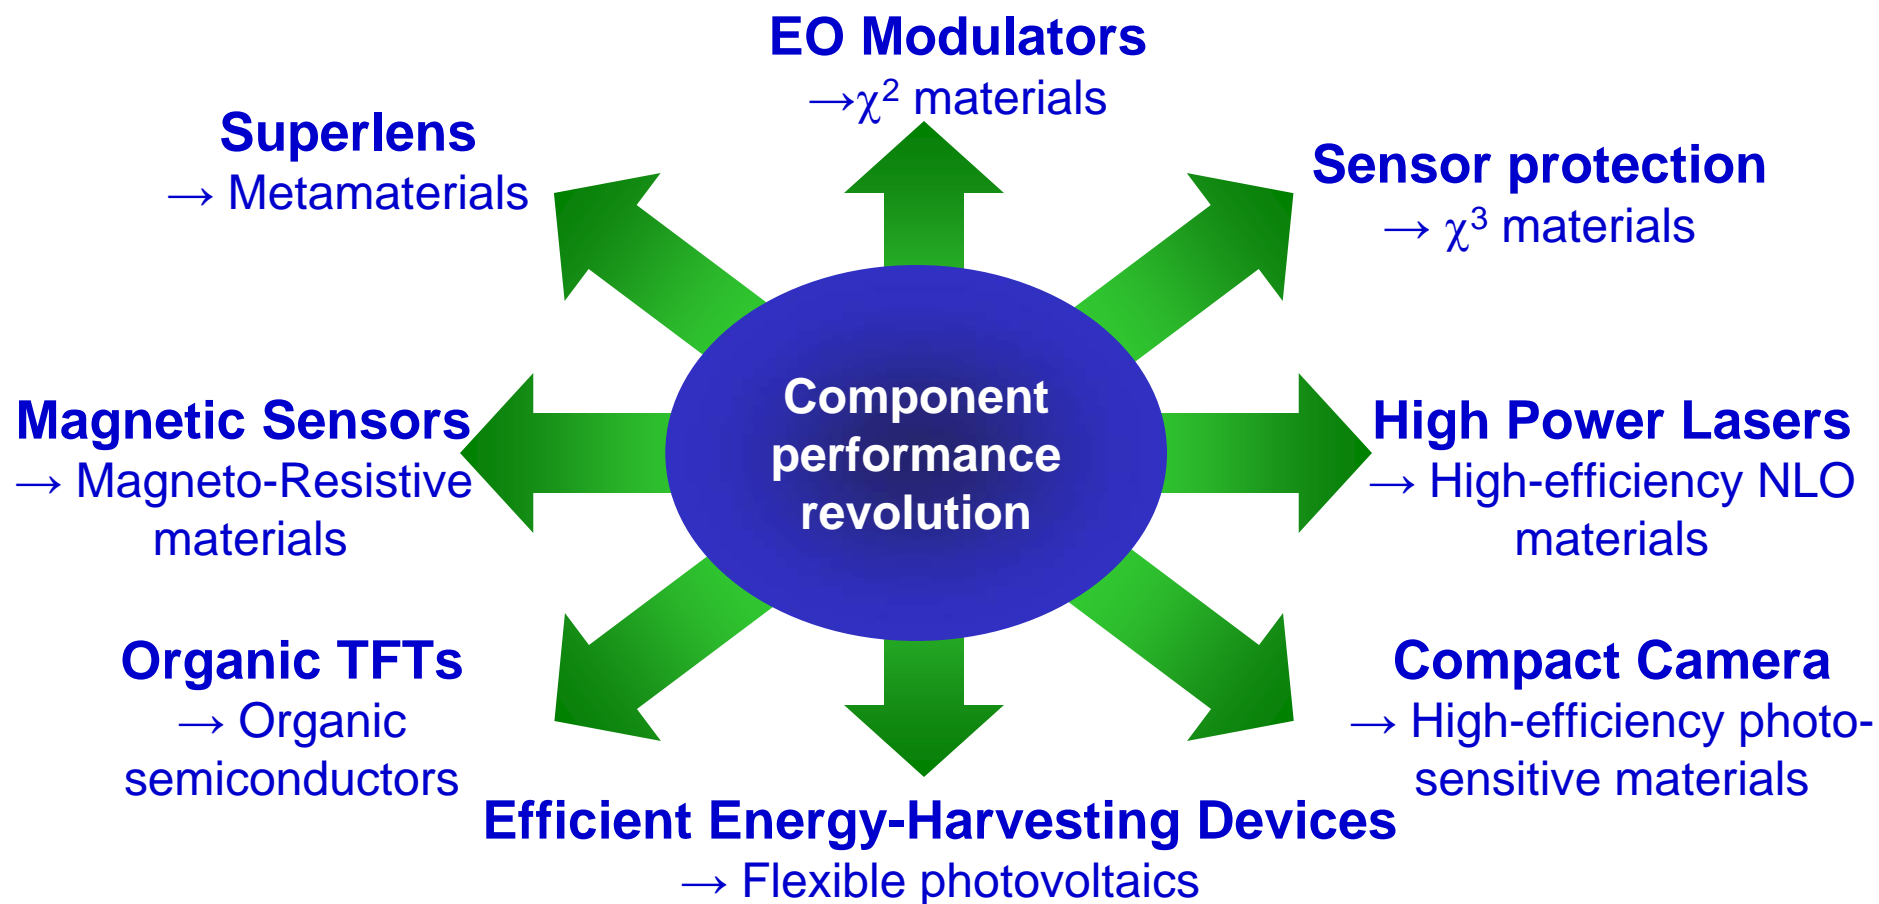 EO Modulators
→χ² materials
Superlens
→ Metamaterials
Sensor protection
→ χ³ materials
Magnetic Sensors
→ Magneto-Resistive
materials
Component
performance
revolution
High Power Lasers
→ High-efficiency NLO
materials
Organic TFTs
→ Organic
semiconductors
Compact Camera
→ High-efficiency photo-
sensitive materials
Efficient Energy-Harvesting Devices
→ Flexible photovoltaics